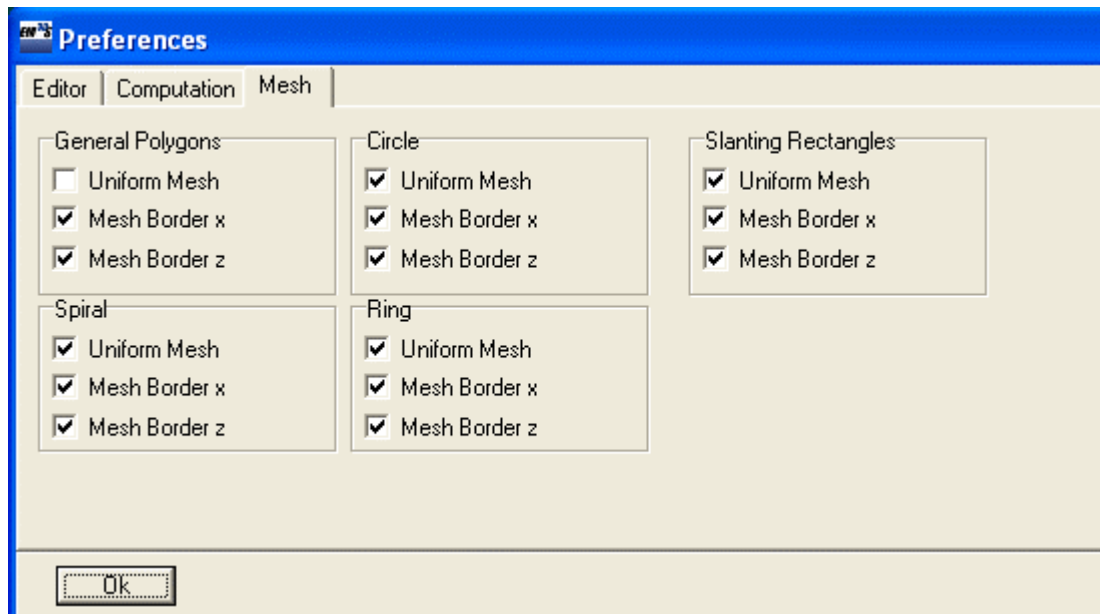 Preferences
Editor
Computation
Mesh
General Polygons
Uniform Mesh
Mesh Border x
Mesh Border z
Circle
Uniform Mesh
Mesh Border x
Mesh Border z
Slanting Rectangles
Uniform Mesh
Mesh Border x
Mesh Border z
Spiral
Uniform Mesh
Mesh Border x
Mesh Border z
Ring
Uniform Mesh
Mesh Border x
Mesh Border z
Ok